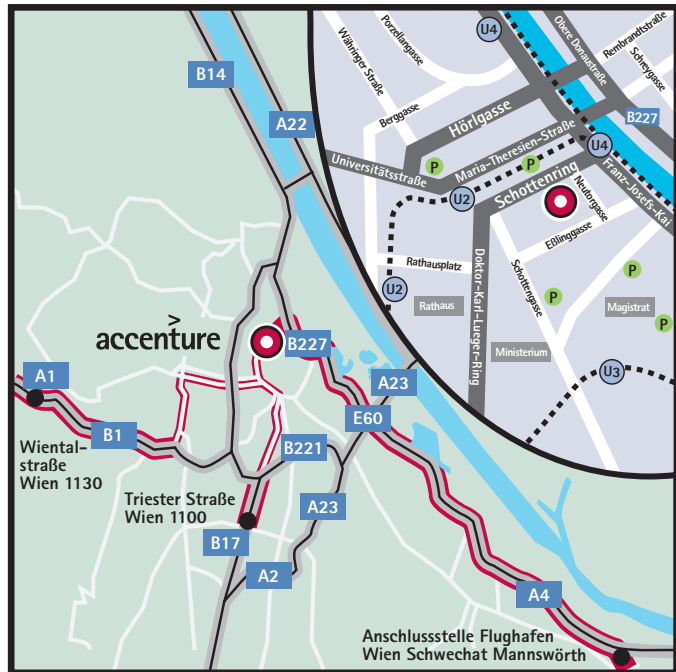 B14
A22
U4
Porzellangasse
Währinger Straße
Berggasse
Hörlgasse
Obere Donaustraße
Rembrandtstraße
Schreygasse
B227
U4
Maria-Theresien-Straße
Universitätsstraße
P
P
U2
Schottenring
Neutorgasse
Franz-Josefs-Kai
Eßlinggasse
Rathausplatz
U2
Rathaus
Doktor-Karl-Lueger-Ring
Schottengasse
P
P
P
Magistrat
Ministerium
U3
>
accenture
B227
A23
E60
A1
B1
Wiental-
straße
Wien 1130
B221
Triester Straße
Wien 1100
A23
B17
A2
A4
Anschlussstelle Flughafen
Wien Schwechat Mannswörth